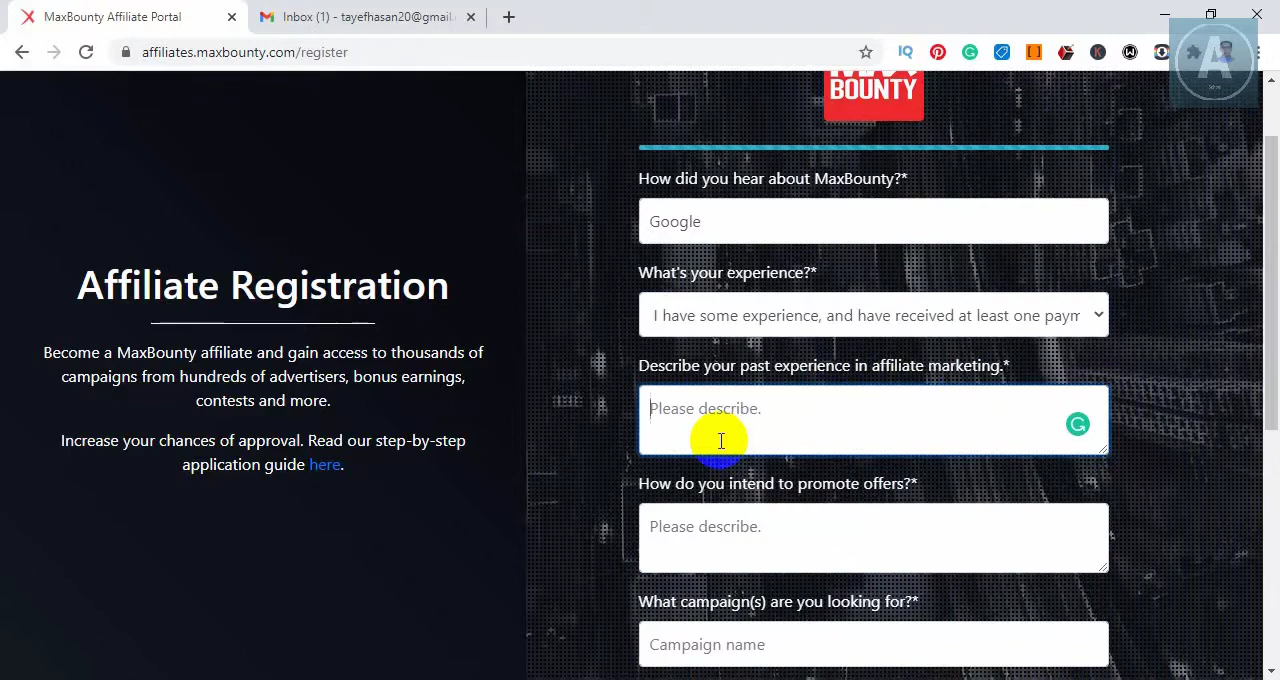 MaxBounty Affiliate Portal
Inbox (1) - tayefhasan20@gmail.
affiliates.maxbounty.com/register
BOUNTY
How did you hear about MaxBounty?*
Google
What's your experience?*
I have some experience, and have received at least one paym
Affiliate Registration
Become a MaxBounty affiliate and gain access to thousands of
campaigns from hundreds of advertisers, bonus earnings,
contests and more.
Increase your chances of approval. Read our step-by-step
application guide here.
Describe your past experience in affiliate marketing.*
Please describe.
How do you intend to promote offers?*
Please describe.
What campaign(s) are you looking for?*
Campaign name